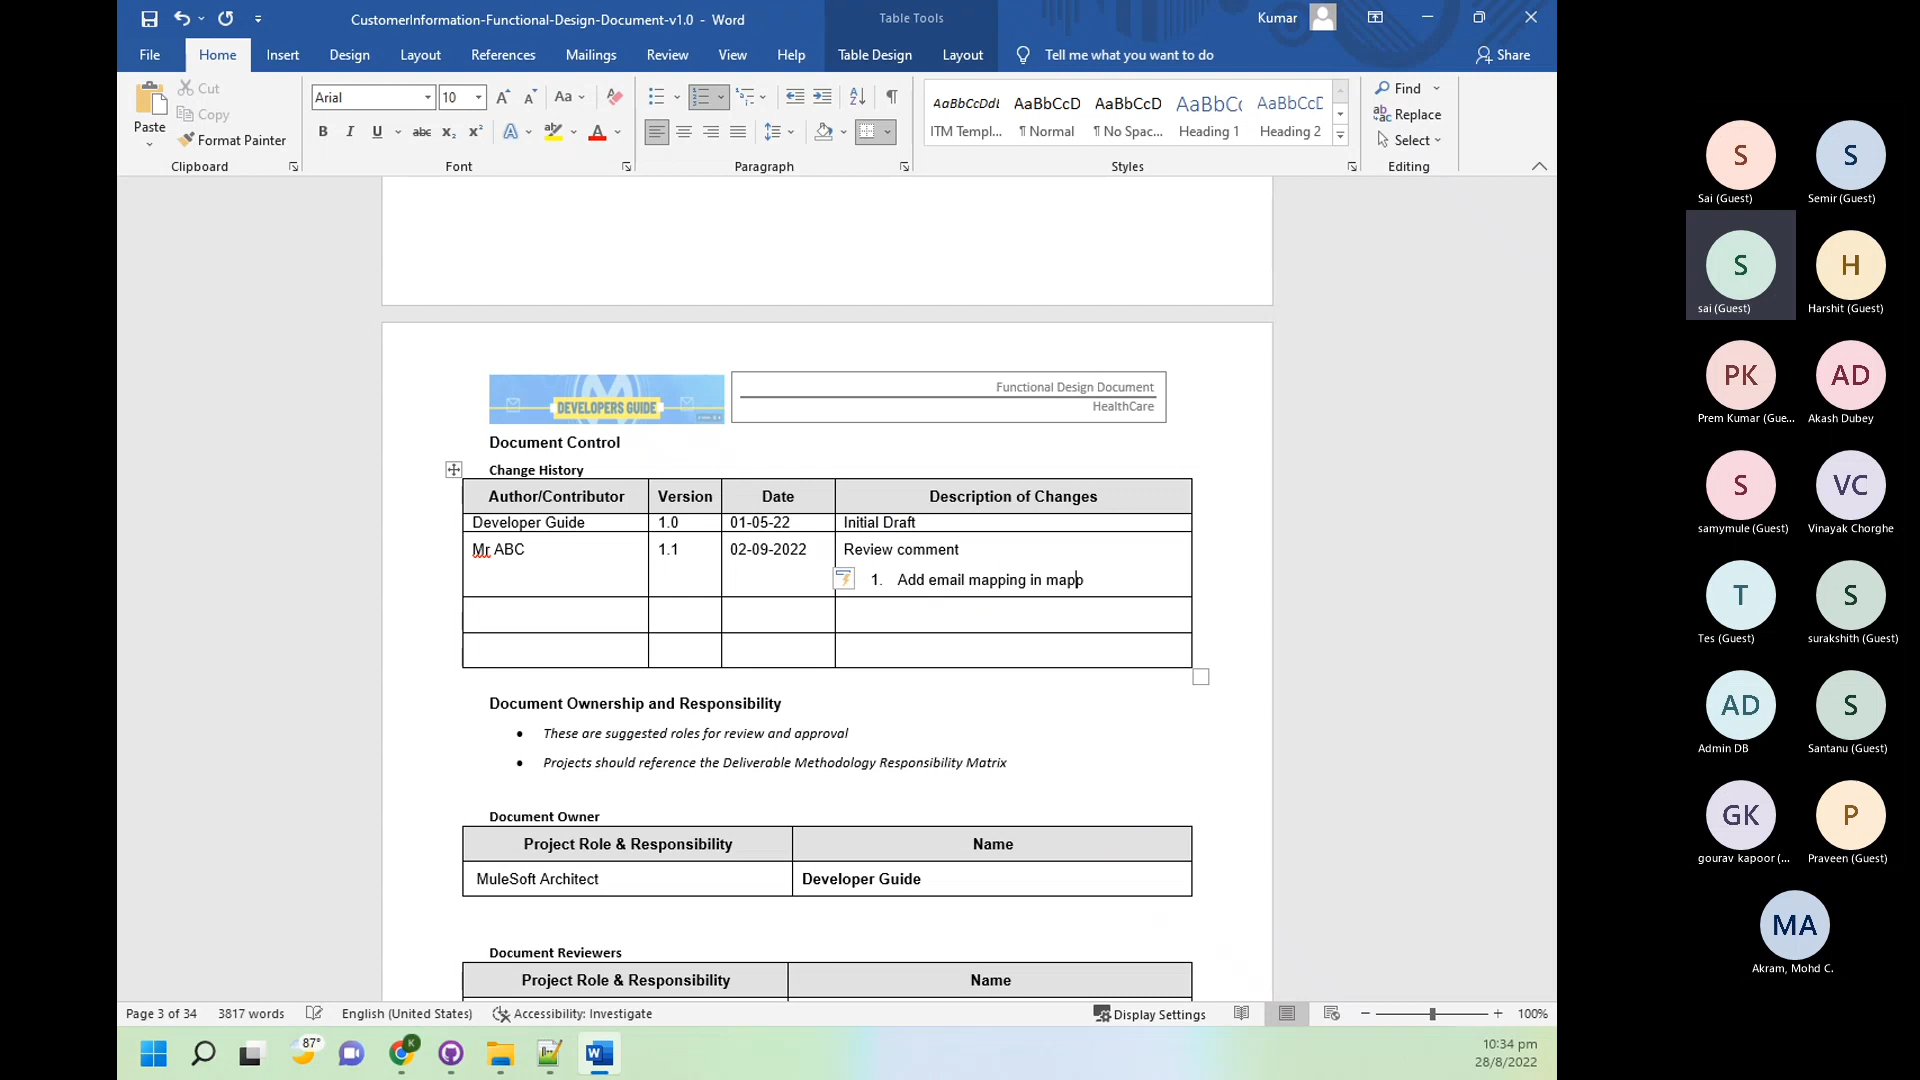 CustomerInformation-Functional-Design-Document-v1.0 - Word
Table Tools
Kumar
File Home Insert Design Layout References Mailings Review View Help Table Design Layout Tell me what you want to do Share
Paste
Cut
Copy
Format Painter
Clipboard
Arial 10
Font
Paragraph
AaBbCcDdI AaBbCcD AaBbCcD AaBbCc AaBbCcD
ITM Templ... ¶ Normal ¶ No Spac... Heading 1 Heading 2
Styles
Find
Replace
Select
Editing
DEVELOPERS GUIDE
Functional Design Document
HealthCare
Document Control
Change History
Author/Contributor Version Date Description of Changes
Developer Guide 1.0 01-05-22 Initial Draft
Mr ABC 1.1 02-09-2022 Review comment
1. Add email mapping in mapp
Document Ownership and Responsibility
• These are suggested roles for review and approval
• Projects should reference the Deliverable Methodology Responsibility Matrix
Document Owner
Project Role & Responsibility Name
MuleSoft Architect Developer Guide
Document Reviewers
Project Role & Responsibility Name
Page 3 of 34 3817 words English (United States) Accessibility: Investigate Display Settings 100%
87°
10:34 pm
28/8/2022
S S
Sai (Guest) Semir (Guest)
S H
sai (Guest) Harshit (Guest)
PK AD
Prem Kumar (Gue... Akash Dubey
S VC
samymule (Guest) Vinayak Chorghe
T S
Tes (Guest) surakshith (Guest)
AD S
Admin DB Santanu (Guest)
GK P
gourav kapoor (... Praveen (Guest)
MA
Akram, Mohd C.